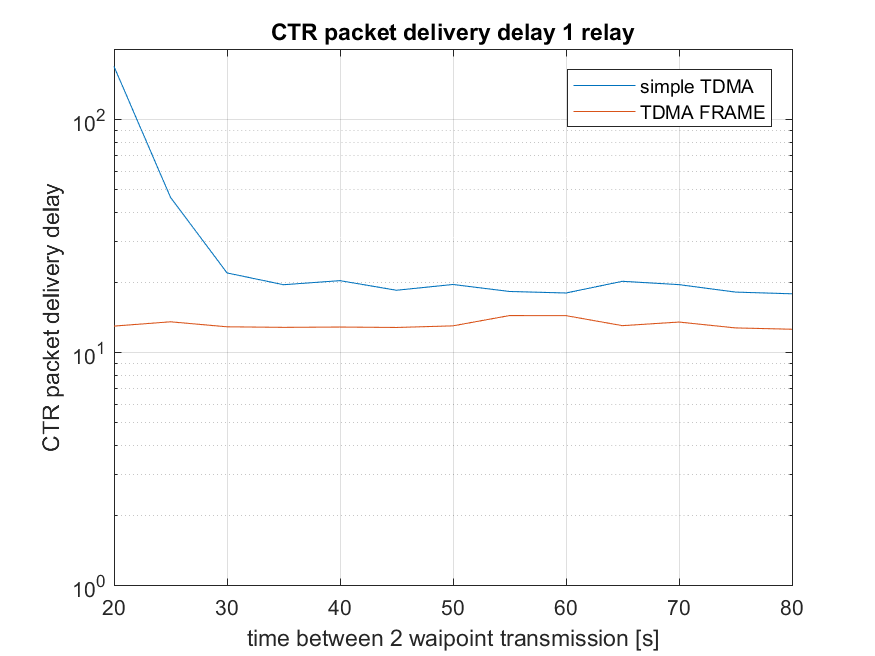 CTR packet delivery delay 1 relay
simple TDMA
TDMA FRAME
CTR packet delivery delay
10^2
10^1
10^0
20 30 40 50 60 70 80
time between 2 waipoint transmission [s]